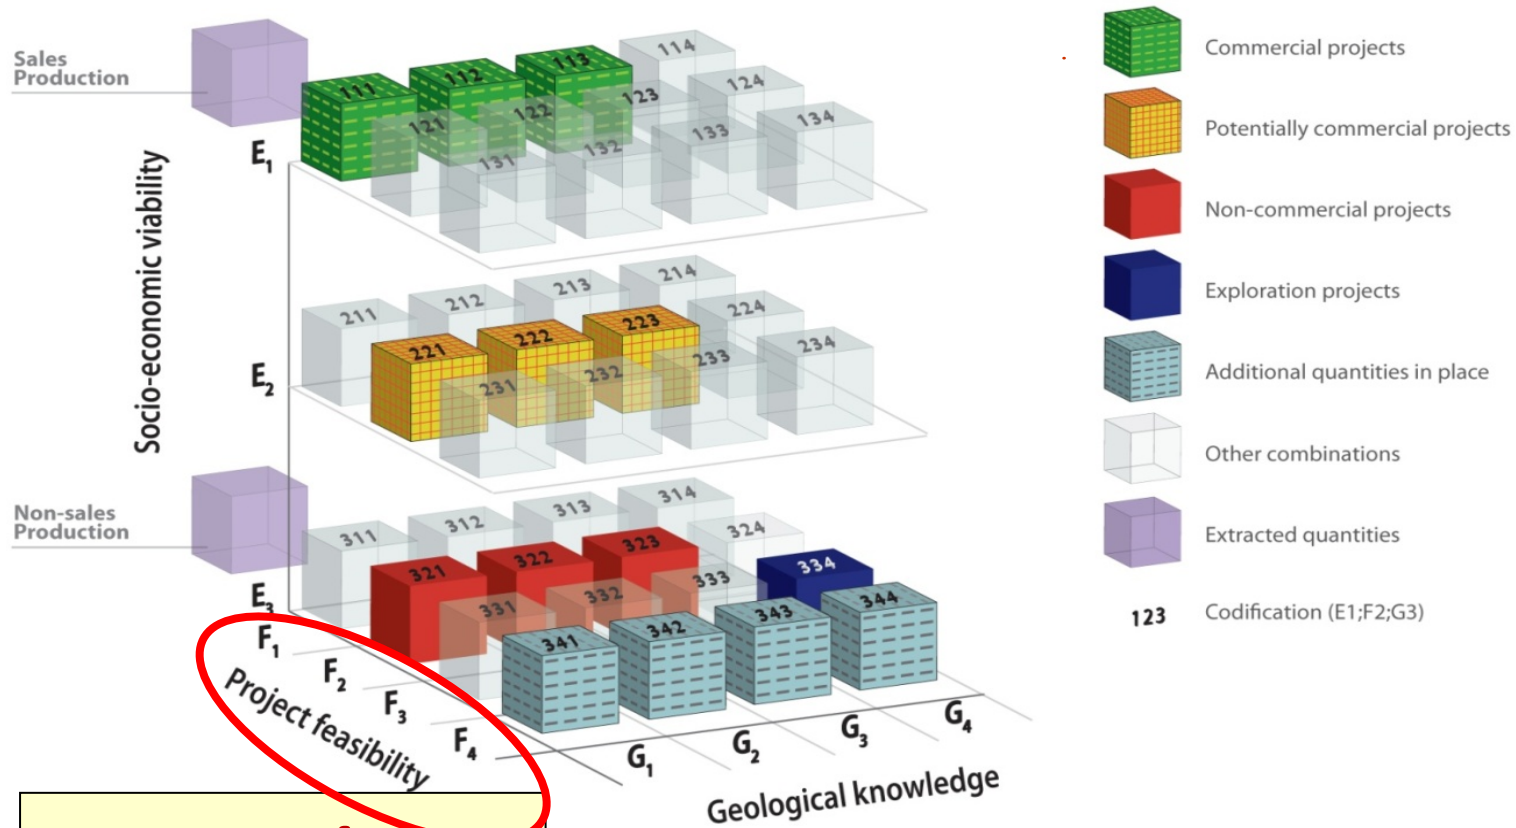 Sales
Production
Socio-economic viability
E1
111
112
113
114
121
122
123
124
131
132
133
134
E2
211
212
213
214
221
222
223
224
231
232
233
234
Non-sales
Production
E3
311
312
313
314
321
322
323
324
331
332
333
334
341
342
343
344
F1
F2
F3
F4
Project feasibility
G1
G2
G3
G4
Geological knowledge
Commercial projects
Potentially commercial projects
Non-commercial projects
Exploration projects
Additional quantities in place
Other combinations
Extracted quantities
123 Codification (E1;F2;G3)